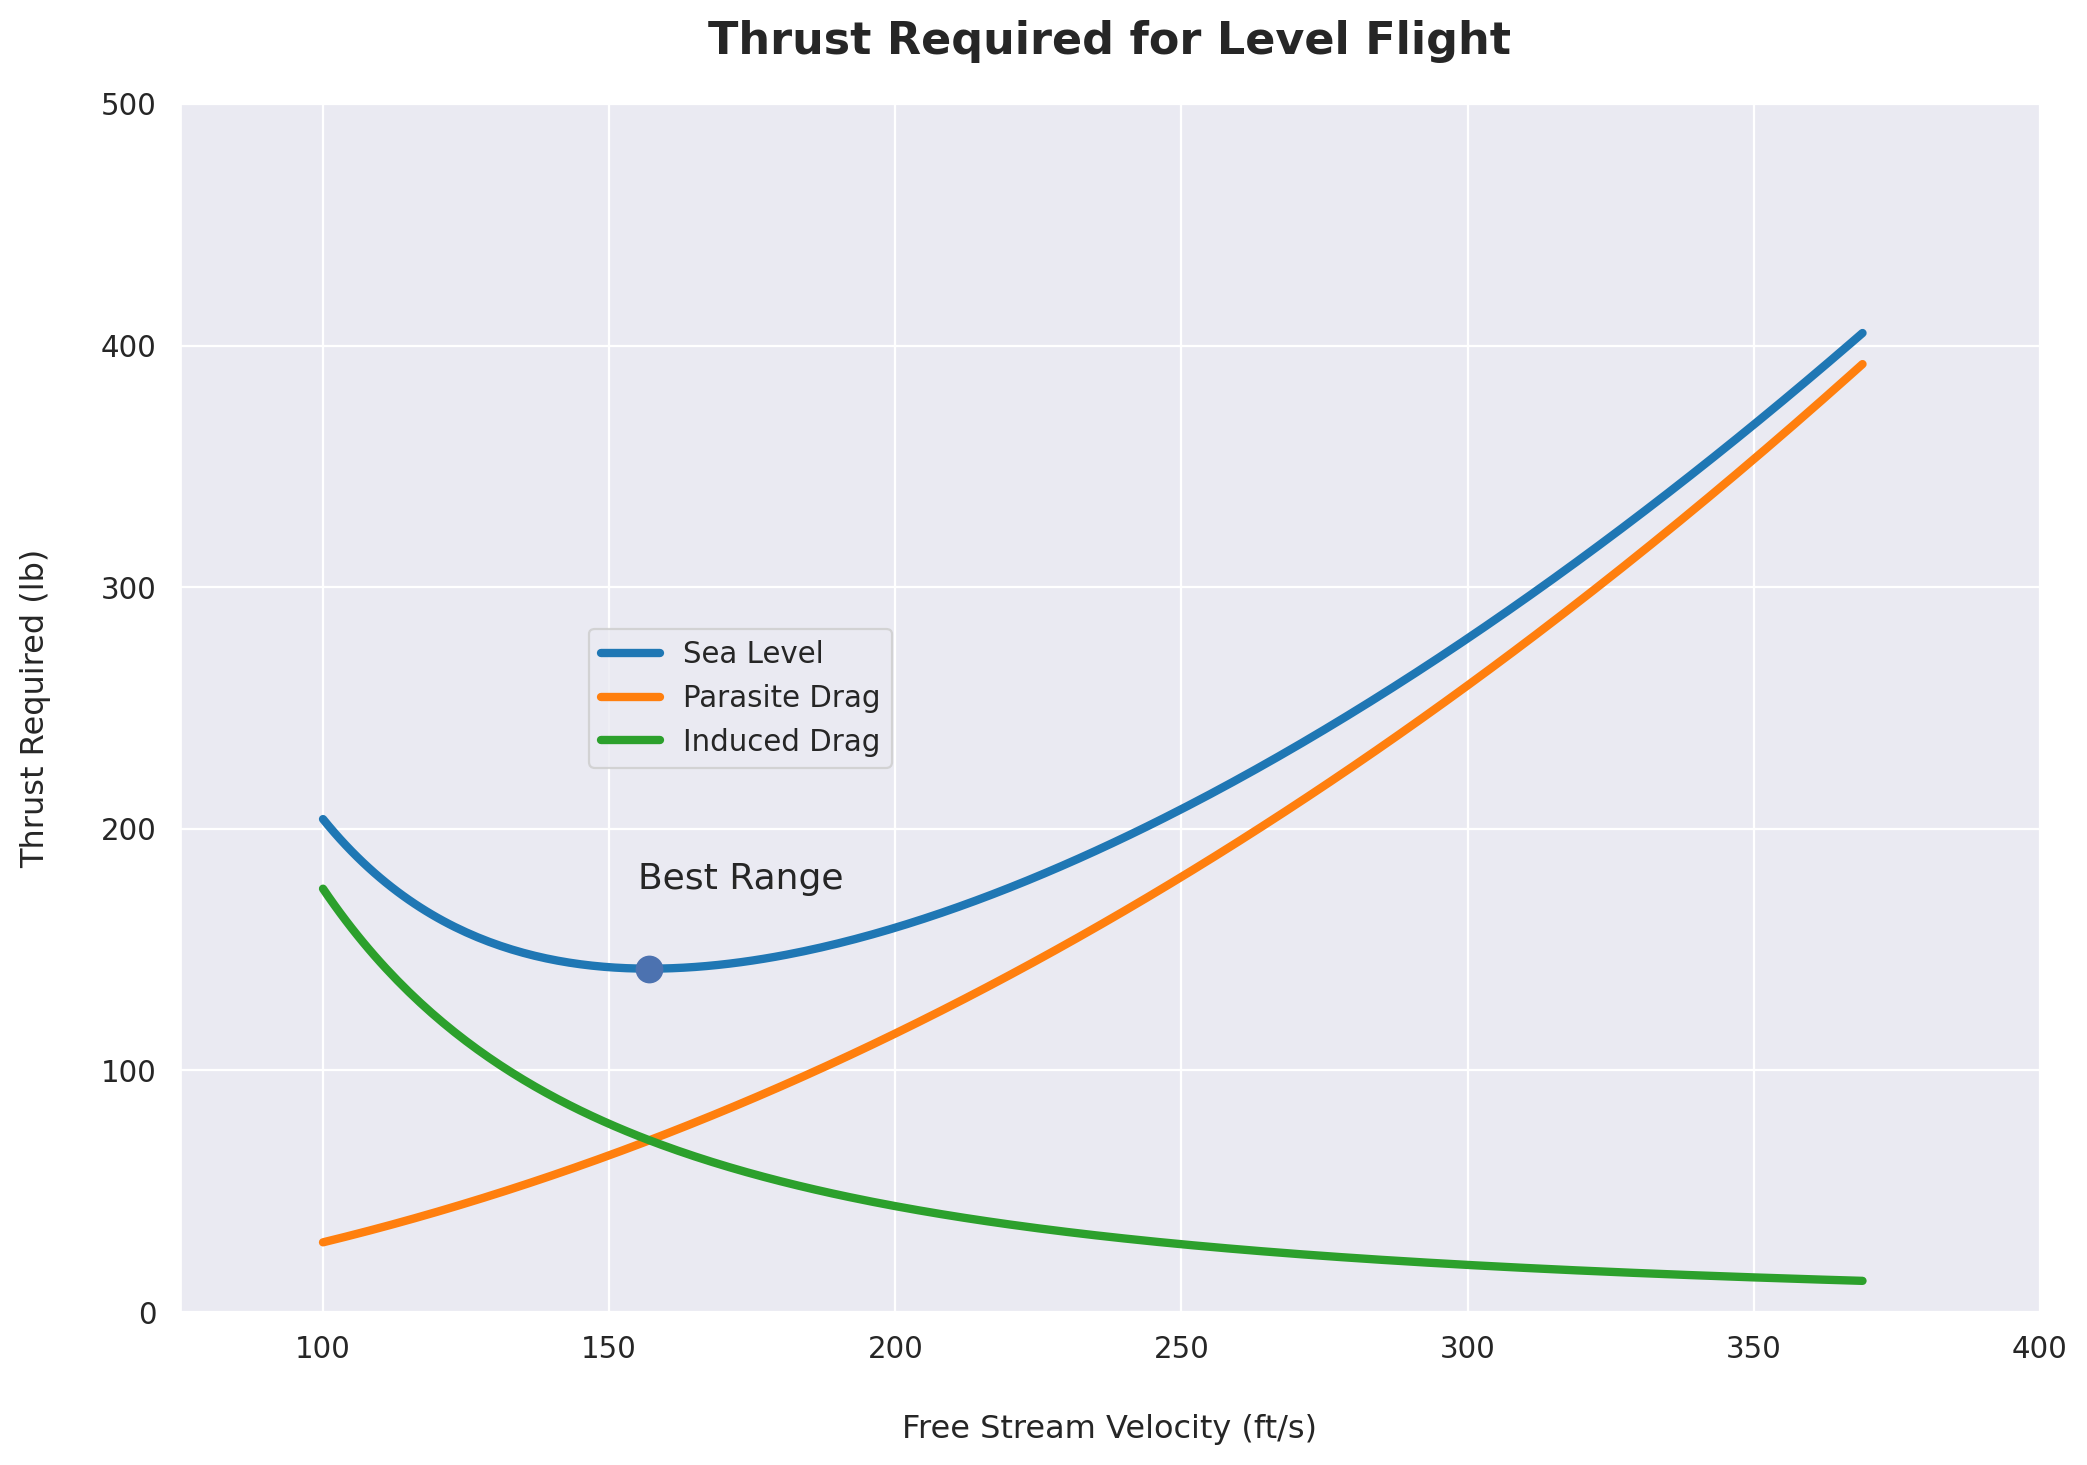 Thrust Required for Level Flight
500
400
300
200
100
0
Thrust Required (lb)
Sea Level
Parasite Drag
Induced Drag
Best Range
100 150 200 250 300 350 400
Free Stream Velocity (ft/s)